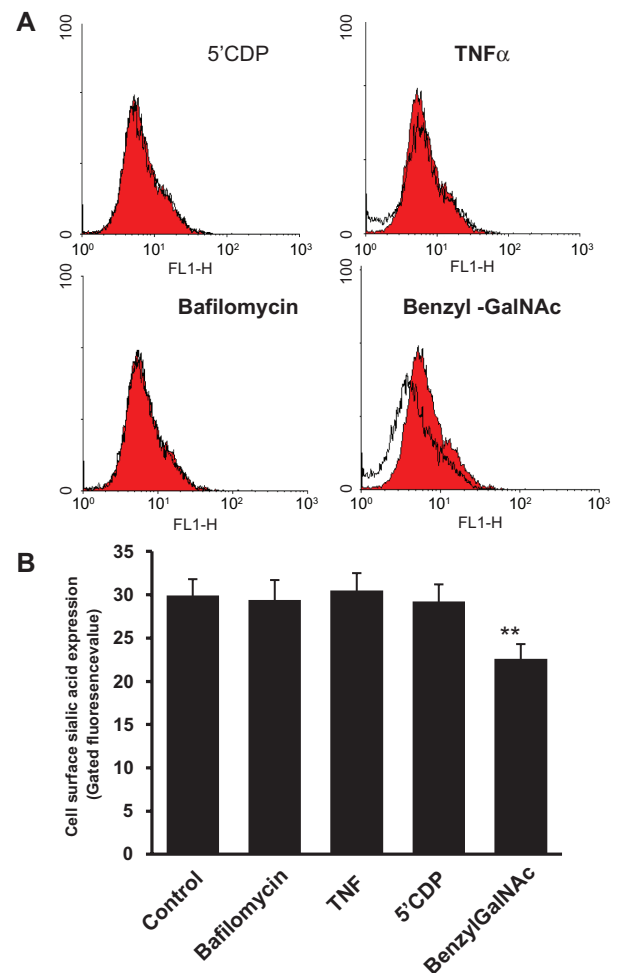 A
5'CDP
100
0
10⁰ 10¹ 10² 10³
FL1-H
TNFα
100
0
10⁰ 10¹ 10² 10³
FL1-H
Bafilomycin
100
0
10⁰ 10¹ 10² 10³
FL1-H
Benzyl -GalNAc
100
0
10⁰ 10¹ 10² 10³
FL1-H
B
Cell surface sialic acid expression
(Gated fluoresencevalue)
35
30
25
20
15
10
5
0
**
Control
Bafilomycin
TNF
5'CDP
BenzylGalNAc